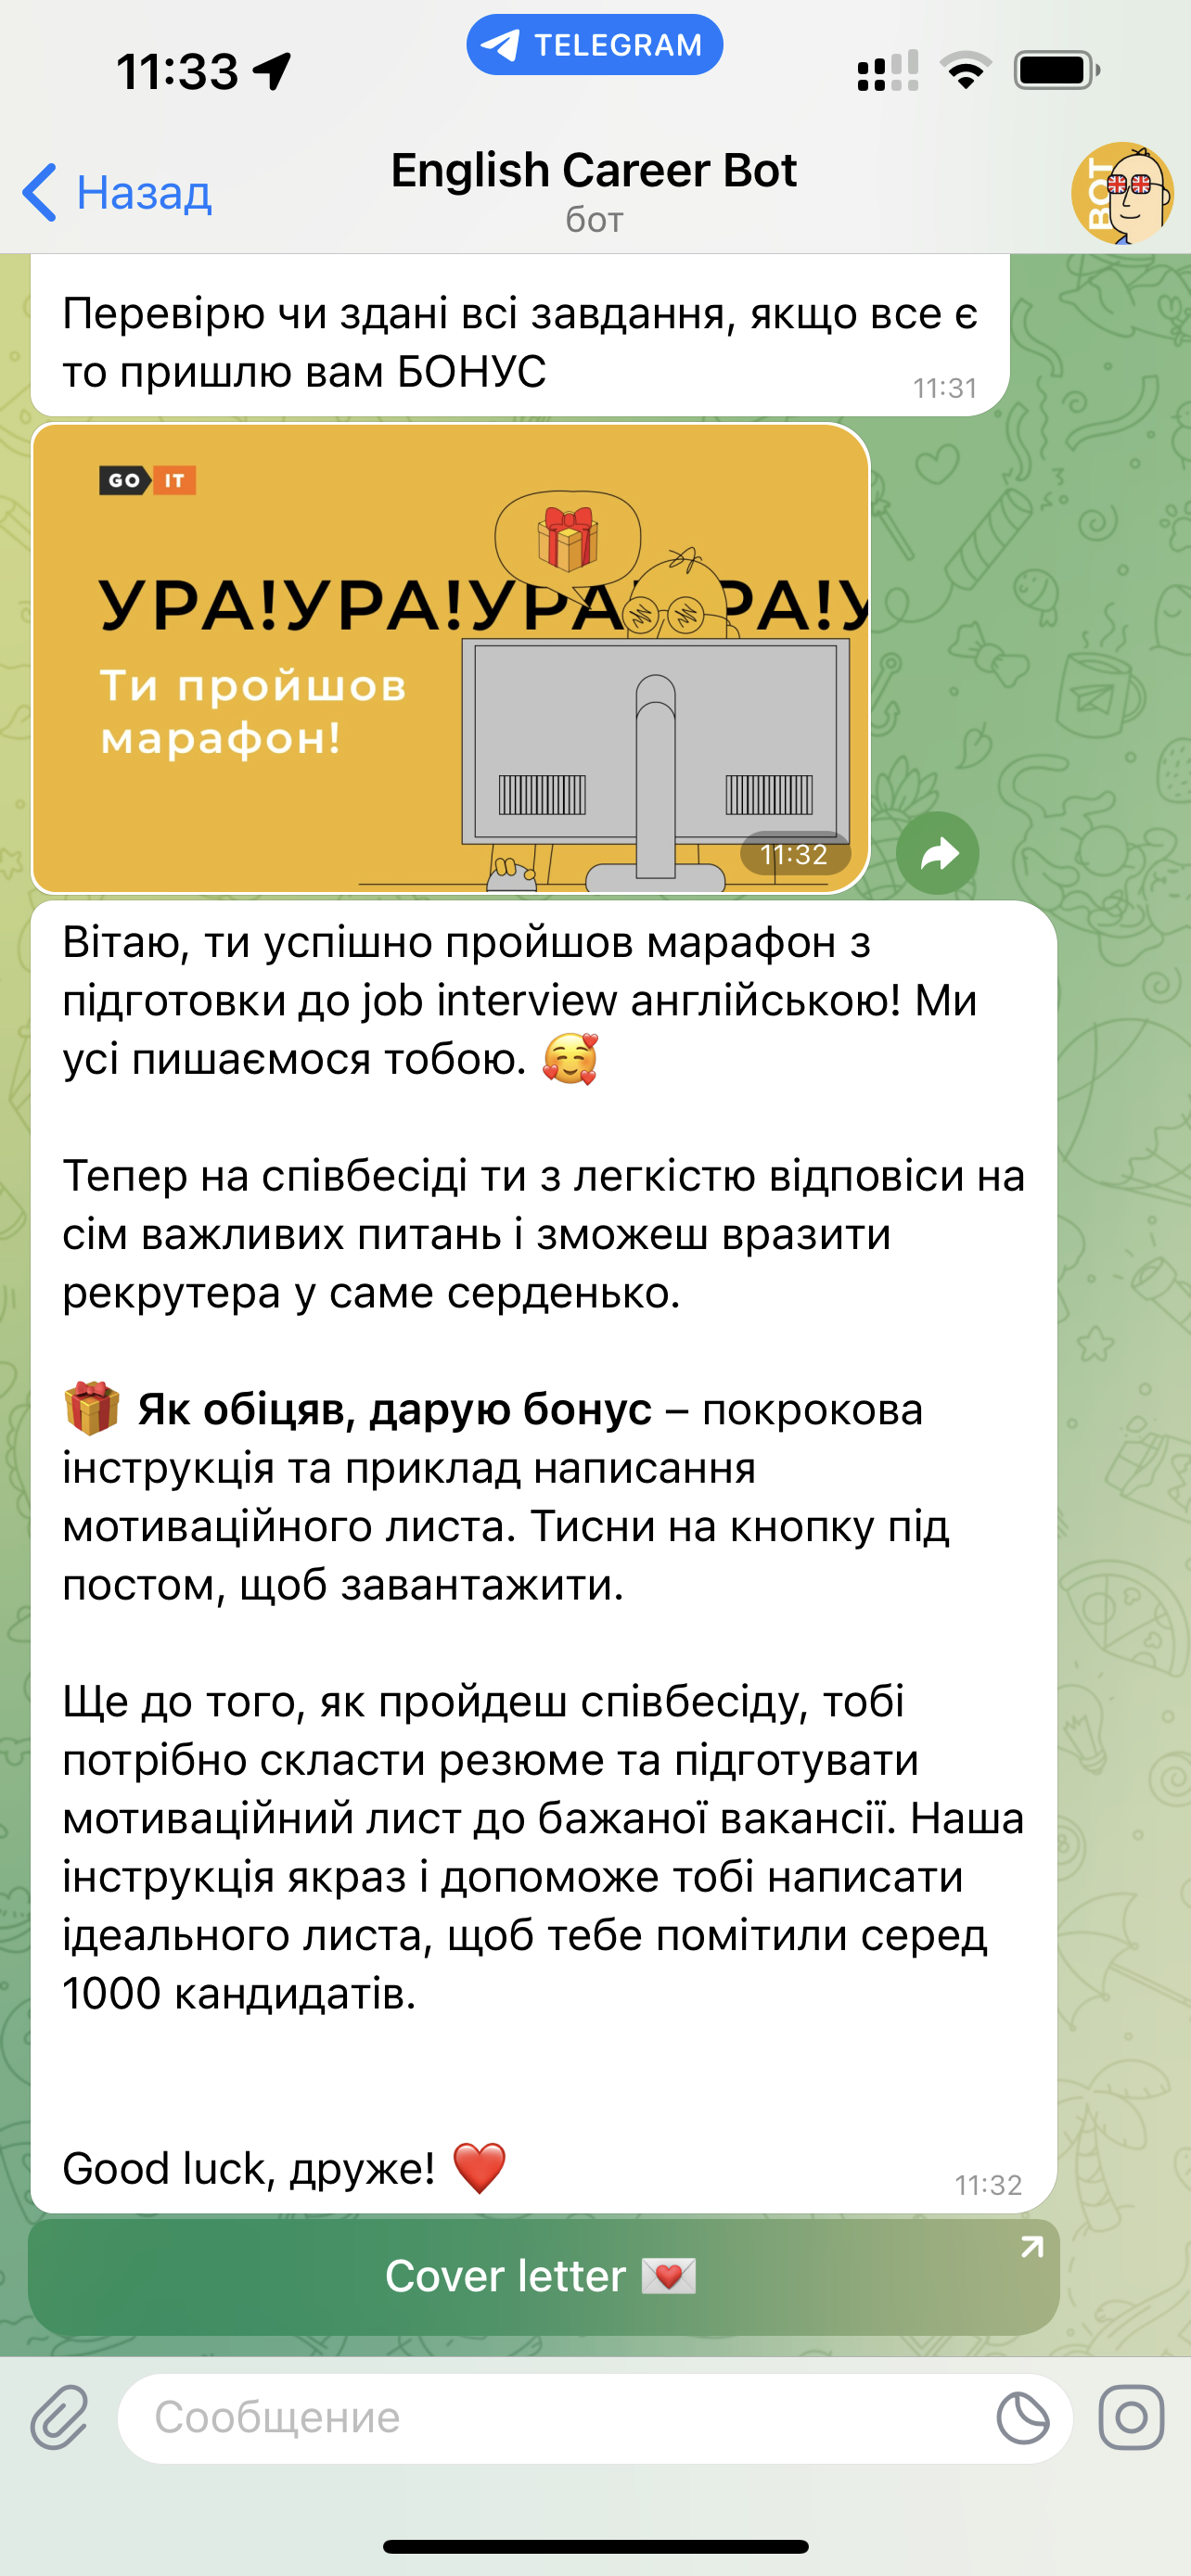 11:33
TELEGRAM
Назад
English Career Bot
бот
BOT
Перевірю чи здані всі завдання, якщо все є
то пришлю вам БОНУС
11:31
GO IT
УРА!УРА!УРА!УРА!У
Ти пройшов
марафон!
11:32
Вітаю, ти успішно пройшов марафон з
підготовки до job interview англійською! Ми
усі пишаємося тобою. 🥰
Тепер на співбесіді ти з легкістю відповіси на
сім важливих питань і зможеш вразити
рекрутера у саме серденько.
🎁 Як обіцяв, дарую бонус – покрокова
інструкція та приклад написання
мотиваційного листа. Тисни на кнопку під
постом, щоб завантажити.
Ще до того, як пройдеш співбесіду, тобі
потрібно скласти резюме та підготувати
мотиваційний лист до бажаної вакансії. Наша
інструкція якраз і допоможе тобі написати
ідеального листа, щоб тебе помітили серед
1000 кандидатів.
Good luck, друже! ❤️
11:32
Cover letter 💌
Сообщение